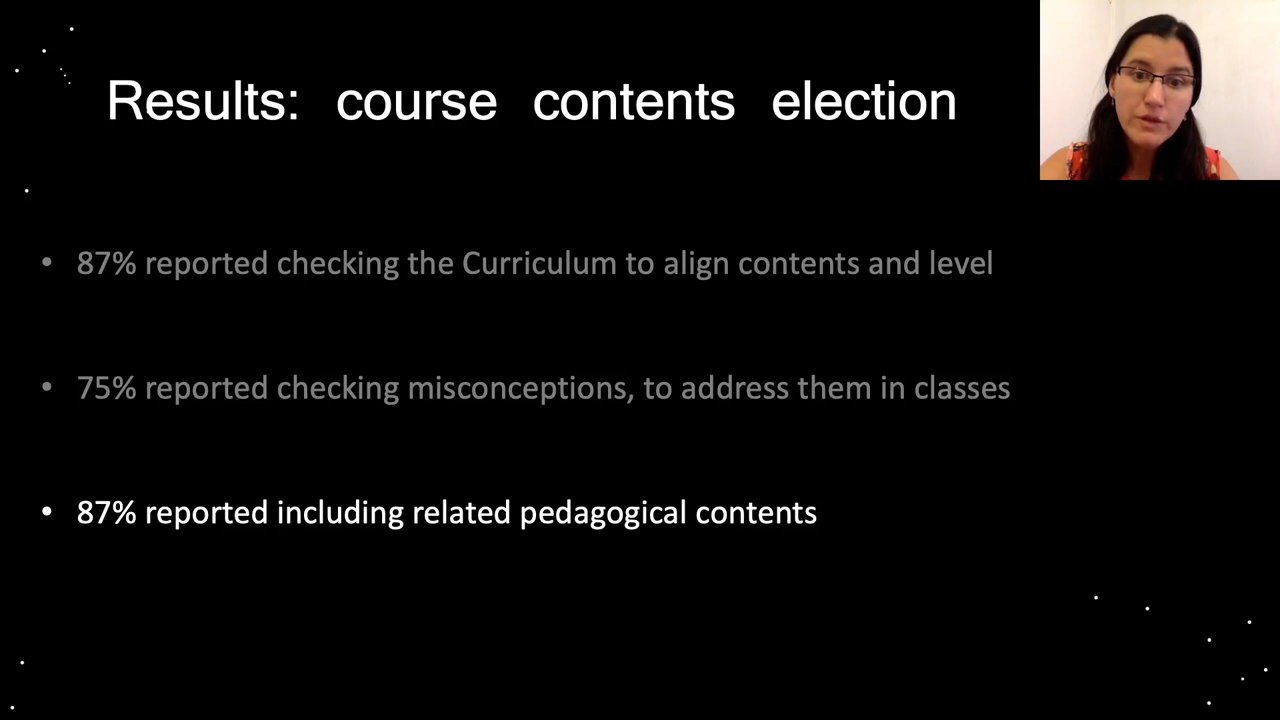 Results: course contents election
• 87% reported checking the Curriculum to align contents and level
• 75% reported checking misconceptions, to address them in classes
• 87% reported including related pedagogical contents